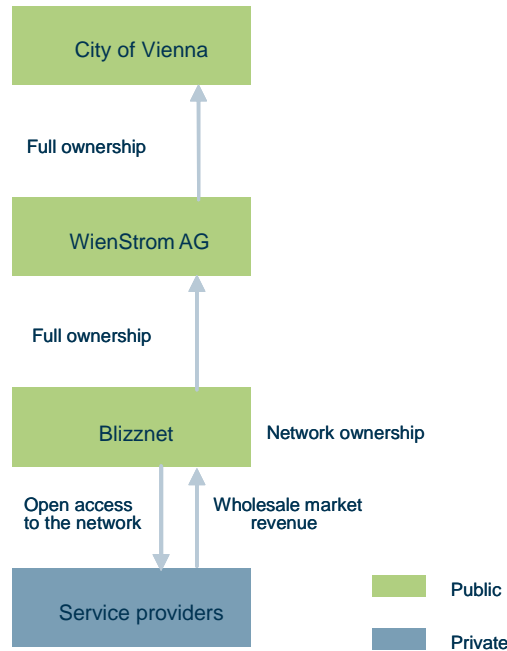 City of Vienna
Full ownership
WienStrom AG
Full ownership
Blizznet
Network ownership
Open access
to the network
Wholesale market
revenue
Service providers
Public
Private